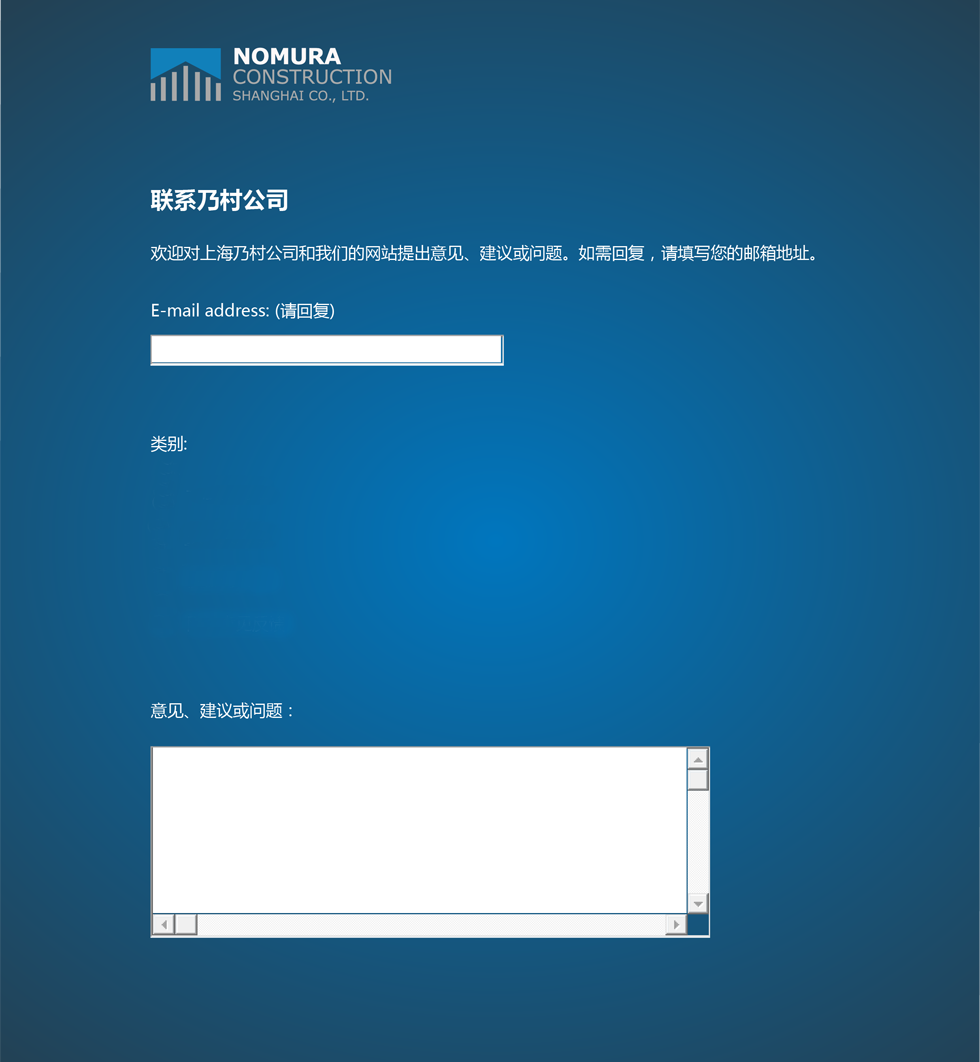 NOMURA
CONSTRUCTION
SHANGHAI CO., LTD.
联系乃村公司
欢迎对上海乃村公司和我们的网站提出意见、建议或问题。如需回复，请填写您的邮箱地址。
E-mail address: (请回复)
类别:
意见、建议或问题：